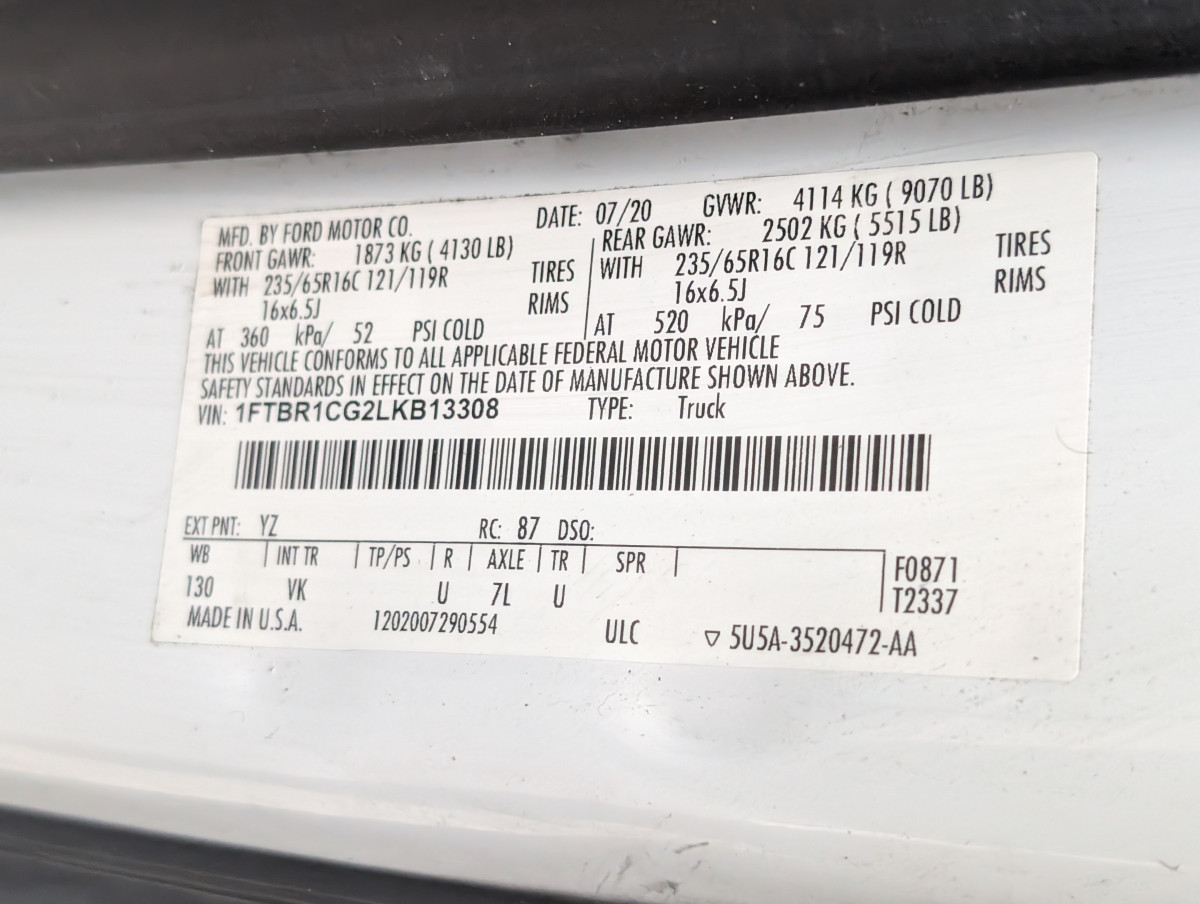 MFD. BY FORD MOTOR CO. DATE: 07/20 GVWR: 4114 KG ( 9070 LB)
FRONT GAWR: 1873 KG ( 4130 LB) REAR GAWR: 2502 KG ( 5515 LB)
WITH 235/65R16C 121/119R TIRES WITH 235/65R16C 121/119R TIRES
16x6.5J RIMS 16x6.5J RIMS
AT 360 kPa/ 52 PSI COLD AT 520 kPa/ 75 PSI COLD
THIS VEHICLE CONFORMS TO ALL APPLICABLE FEDERAL MOTOR VEHICLE
SAFETY STANDARDS IN EFFECT ON THE DATE OF MANUFACTURE SHOWN ABOVE.
VIN: 1FTBR1CG2LKB13308 TYPE: Truck
EXT PNT: YZ RC: 87 DSO:
WB INT TR TP/PS R AXLE TR SPR F0871
130 VK U 7L U T2337
MADE IN U.S.A. 1202007290554 ULC ▽ 5U5A-3520472-AA